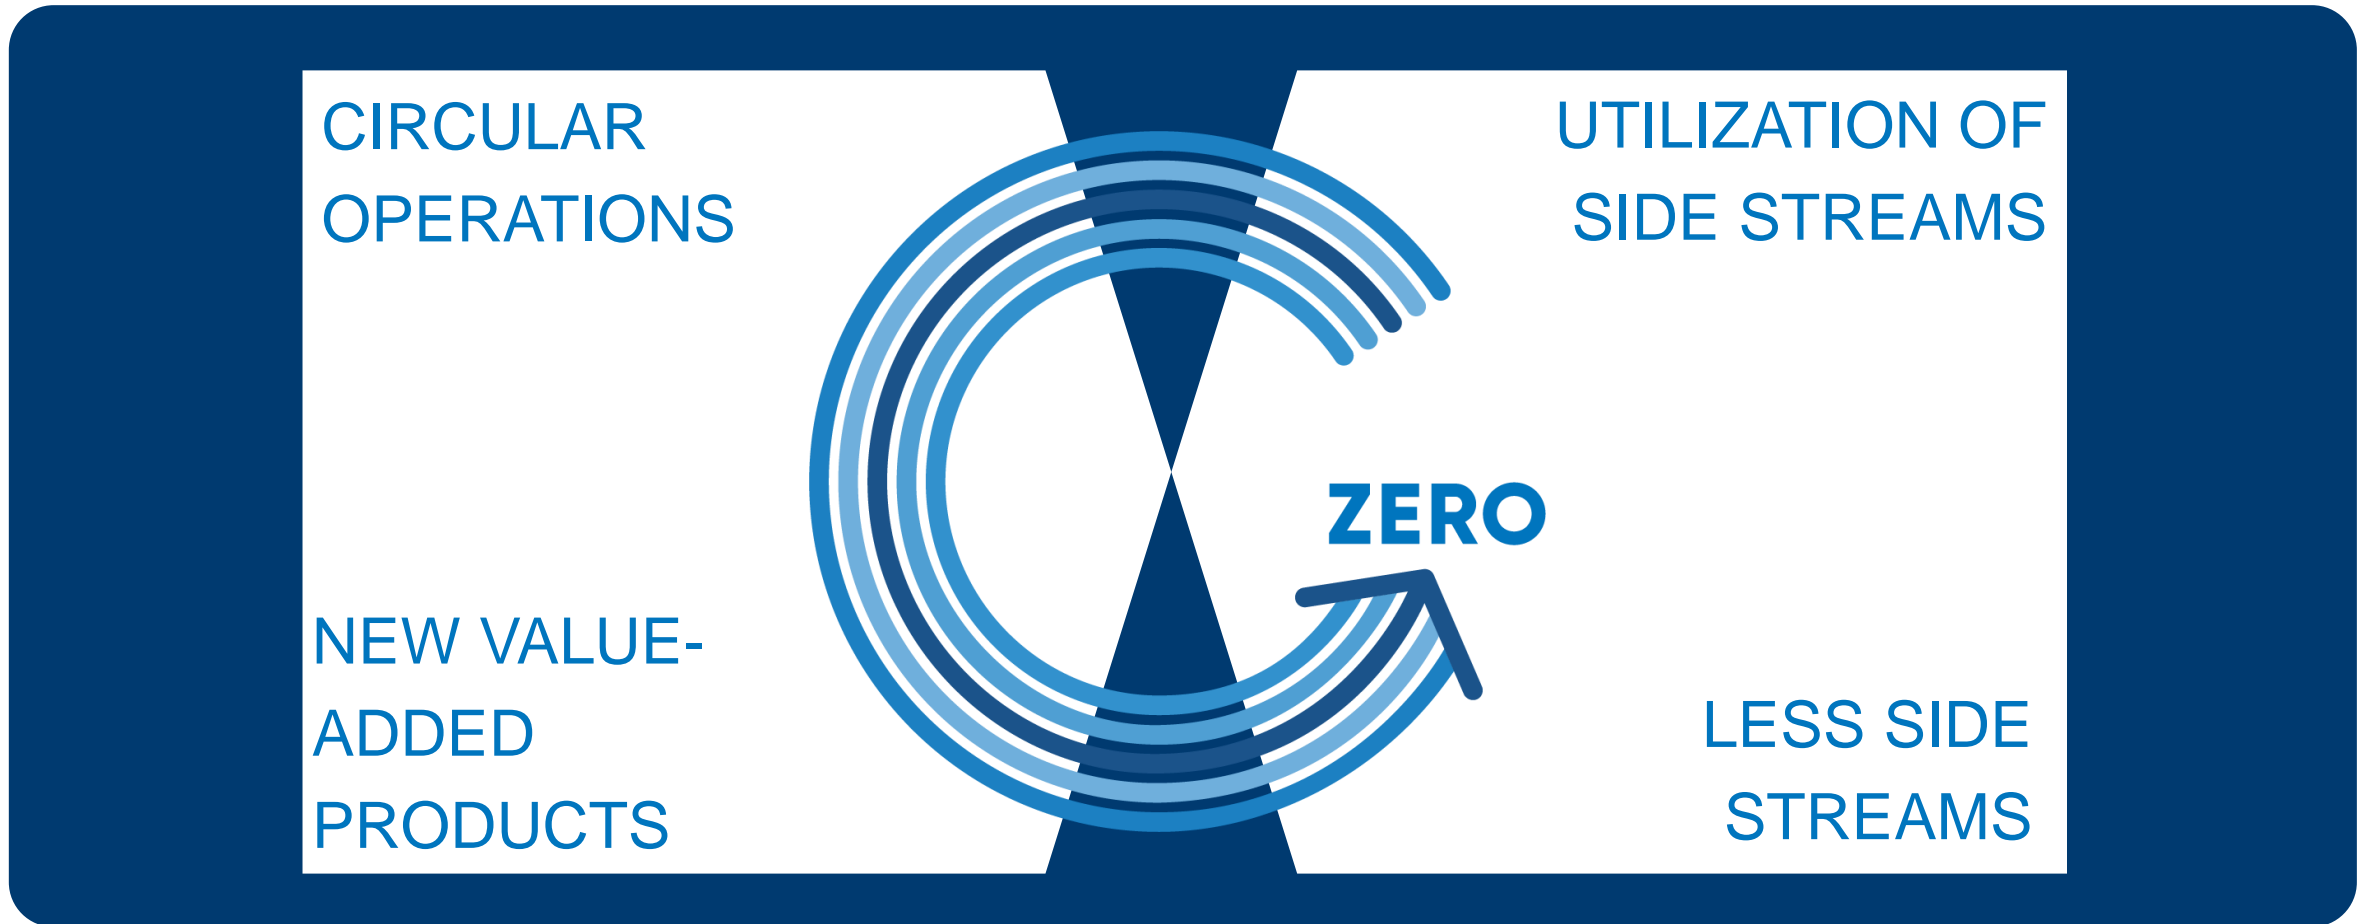 CIRCULAR
OPERATIONS
UTILIZATION OF
SIDE STREAMS
ZERO
NEW VALUE-
ADDED
PRODUCTS
LESS SIDE
STREAMS